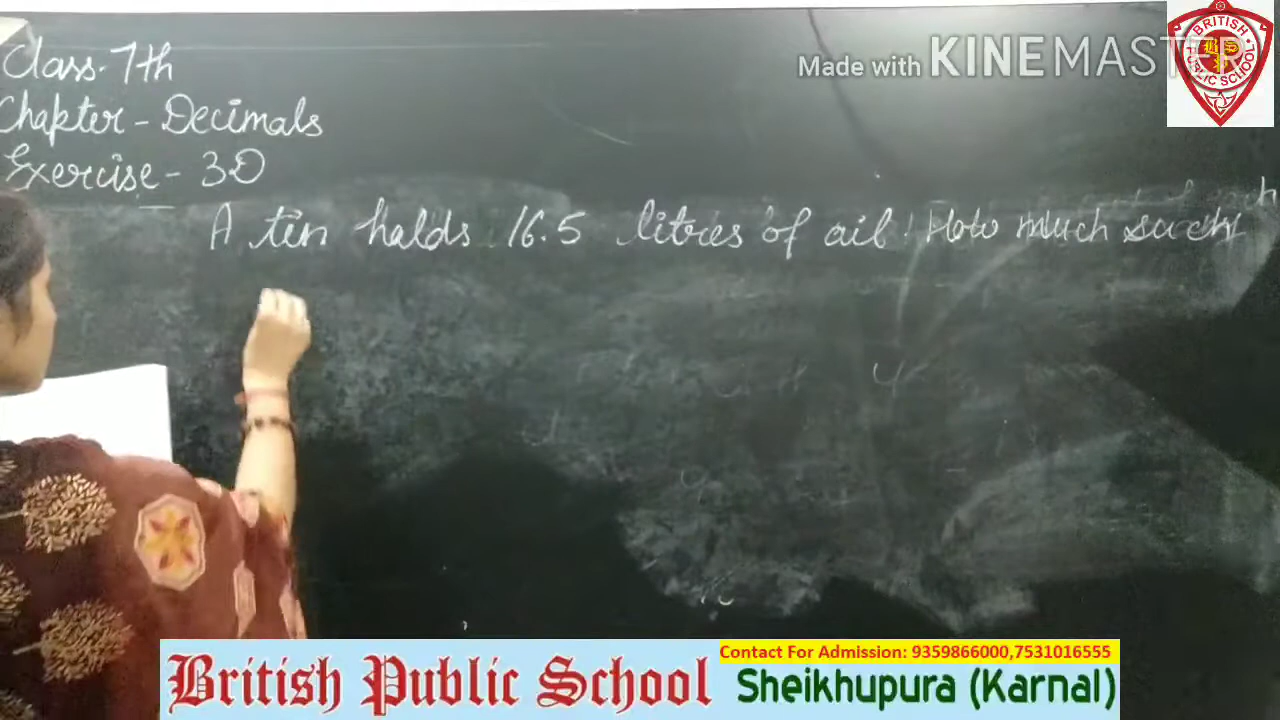 Class-7th
Made with KINEMASTER
BRITISH
PUBLIC SCHOOL
Chapter - Decimals
Exercise - 3D
A tin holds 16.5 litres of oil. How much such
Contact For Admission: 9359866000,7531016555
British Public School Sheikhupura (Karnal)